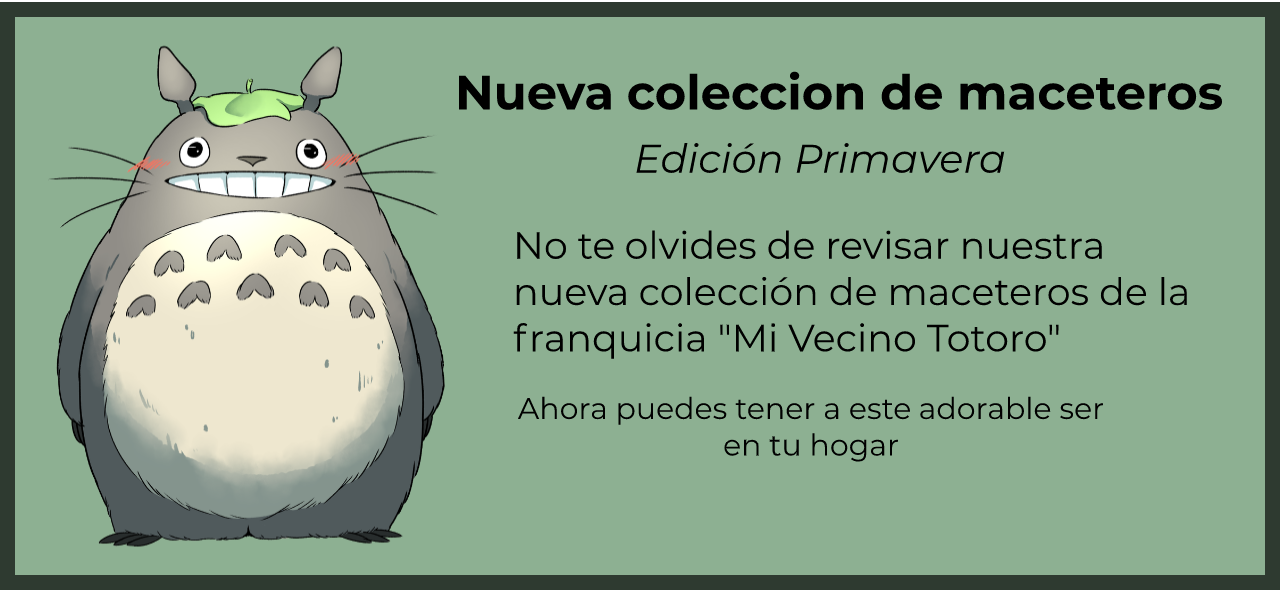 Nueva coleccion de maceteros
Edición Primavera
No te olvides de revisar nuestra
nueva colección de maceteros de la
franquicia "Mi Vecino Totoro"
Ahora puedes tener a este adorable ser
en tu hogar